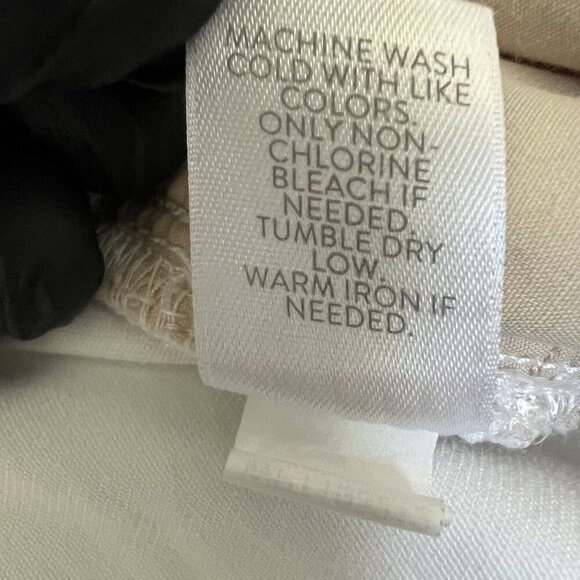 MACHINE WASH
COLD WITH LIKE
COLORS.
ONLY NON-
CHLORINE
BLEACH IF
NEEDED.
TUMBLE DRY
LOW.
WARM IRON IF
NEEDED.